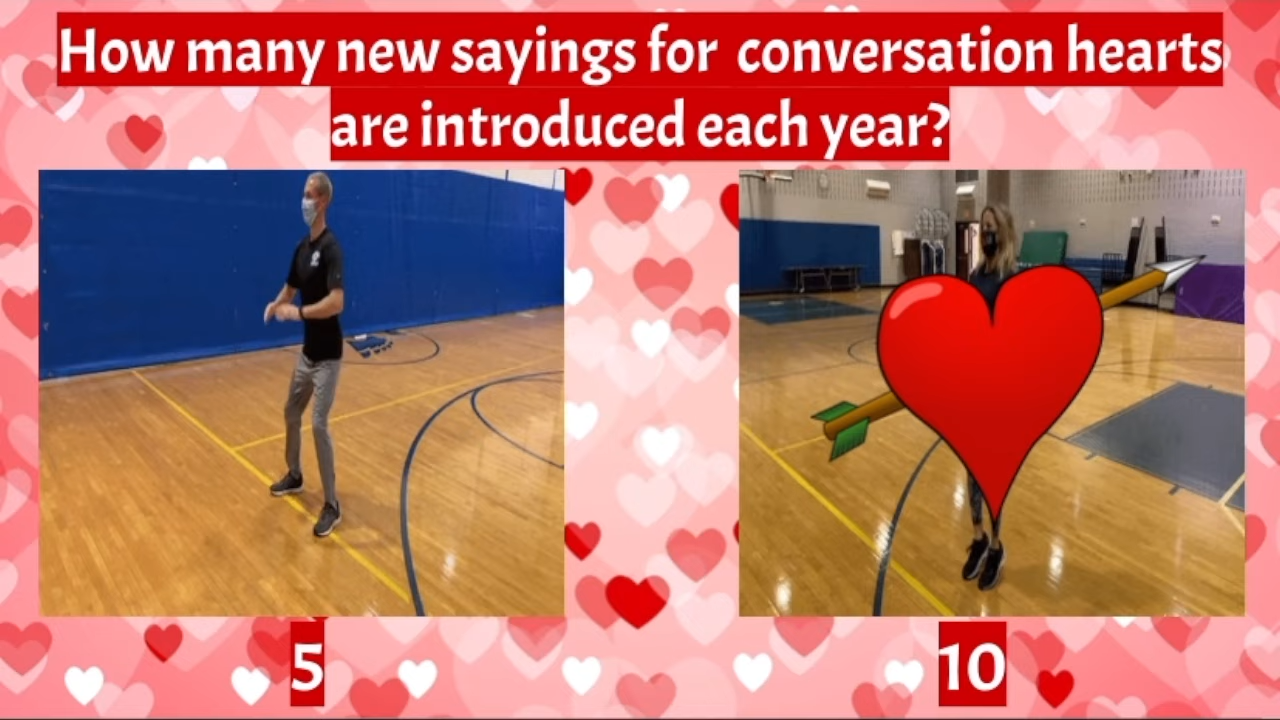 How many new sayings for conversation hearts
are introduced each year?
5
10